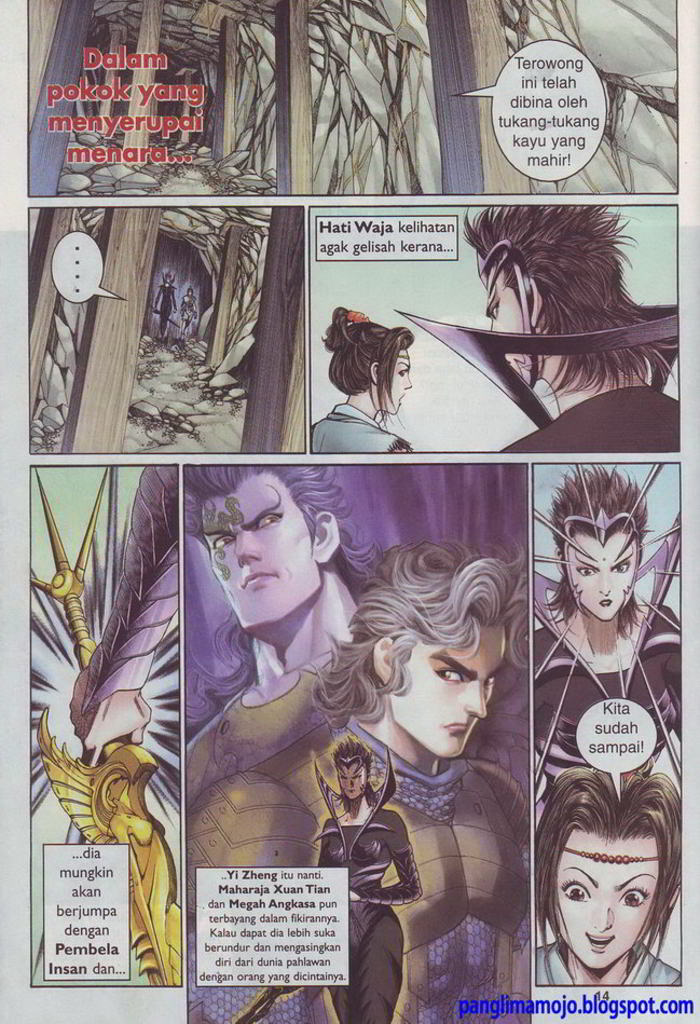 Dalam
pokok yang
menyerupai
menara...
Terowong
ini telah
dibina oleh
tukang-tukang
kayu yang
mahir!
....
Hati Waja kelihatan
agak gelisah kerana...
...dia
mungkin
akan
berjumpa
dengan
Pembela
Insan dan...
..Yi Zheng itu nanti.
Maharaja Xuan Tian
dan Megah Angkasa pun
terbayang dalam fikirannya.
Kalau dapat dia lebih suka
berundur dan mengasingkan
diri dari dunia pahlawan
dengan orang yang dicintainya.
Kita
sudah
sampai!
14
panglimamojo.blogspot.com